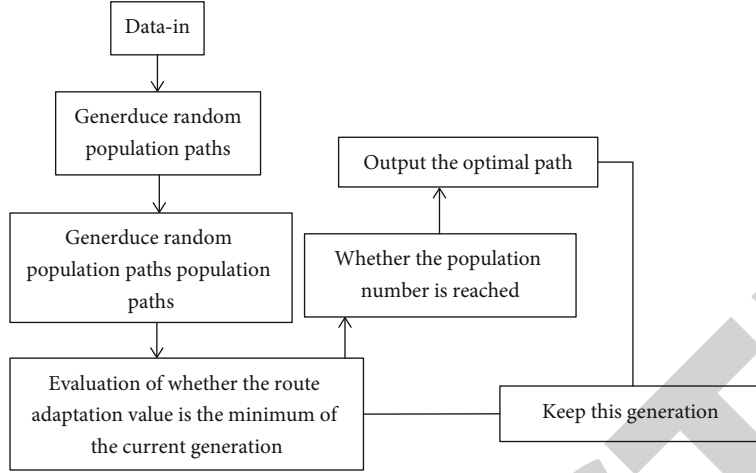 Data-in
Generduce random
population paths
Output the optimal path
Generduce random
population paths population
paths
Whether the population
number is reached
Evaluation of whether the route
adaptation value is the minimum of
the current generation
Keep this generation